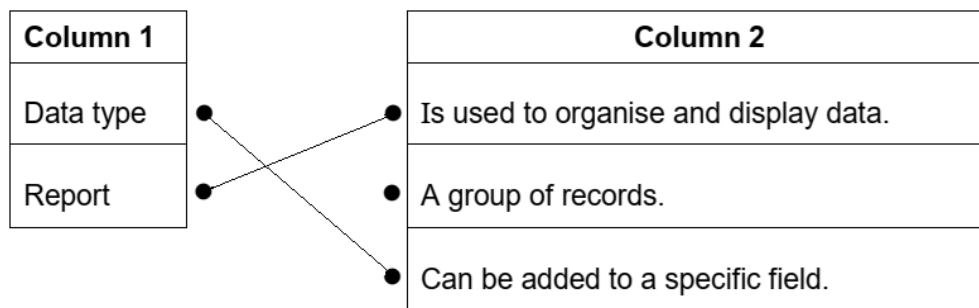 Column 1
Column 2
Data type
Is used to organise and display data.
Report
A group of records.
Can be added to a specific field.